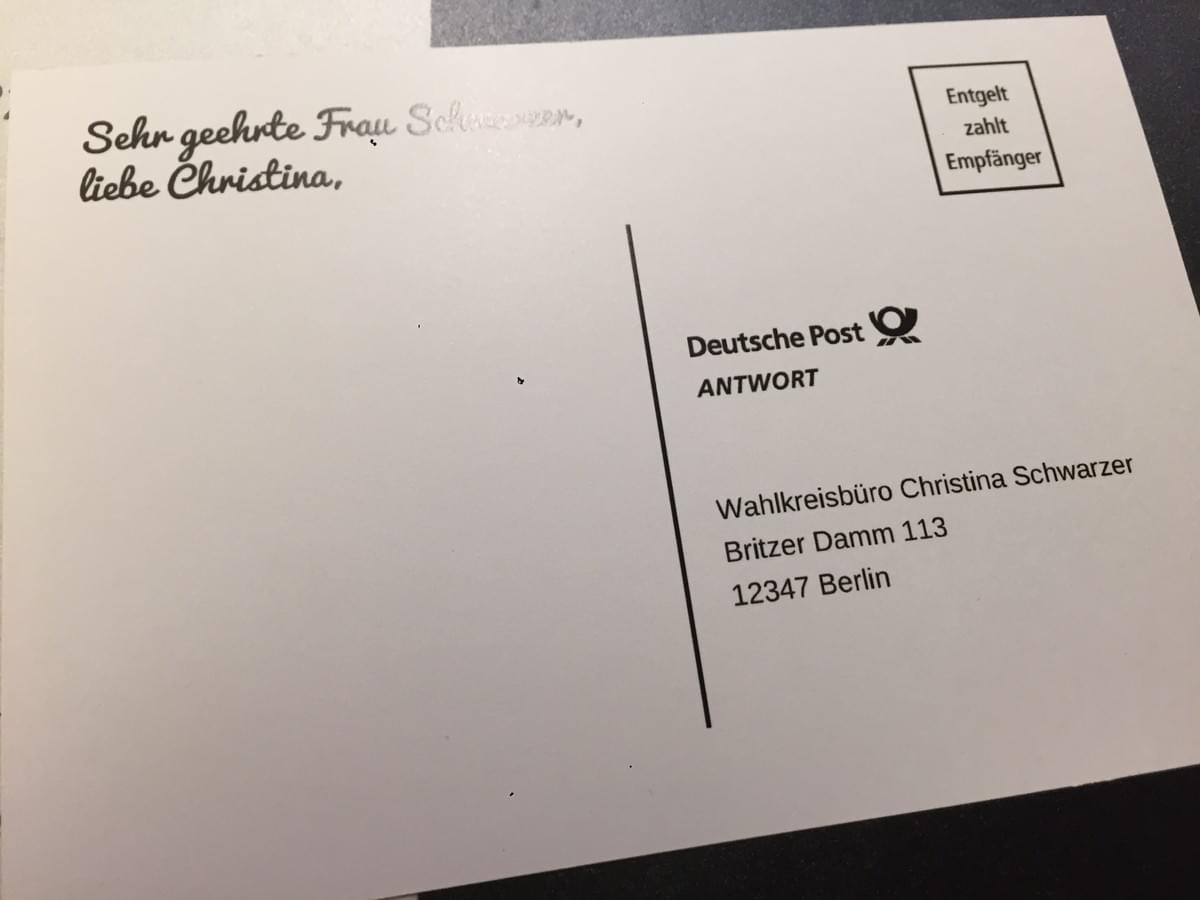 Sehr geehrte Frau Schwarzer,
liebe Christina,
Entgelt
zahlt
Empfänger
Deutsche Post
ANTWORT
Wahlkreisbüro Christina Schwarzer
Britzer Damm 113
12347 Berlin